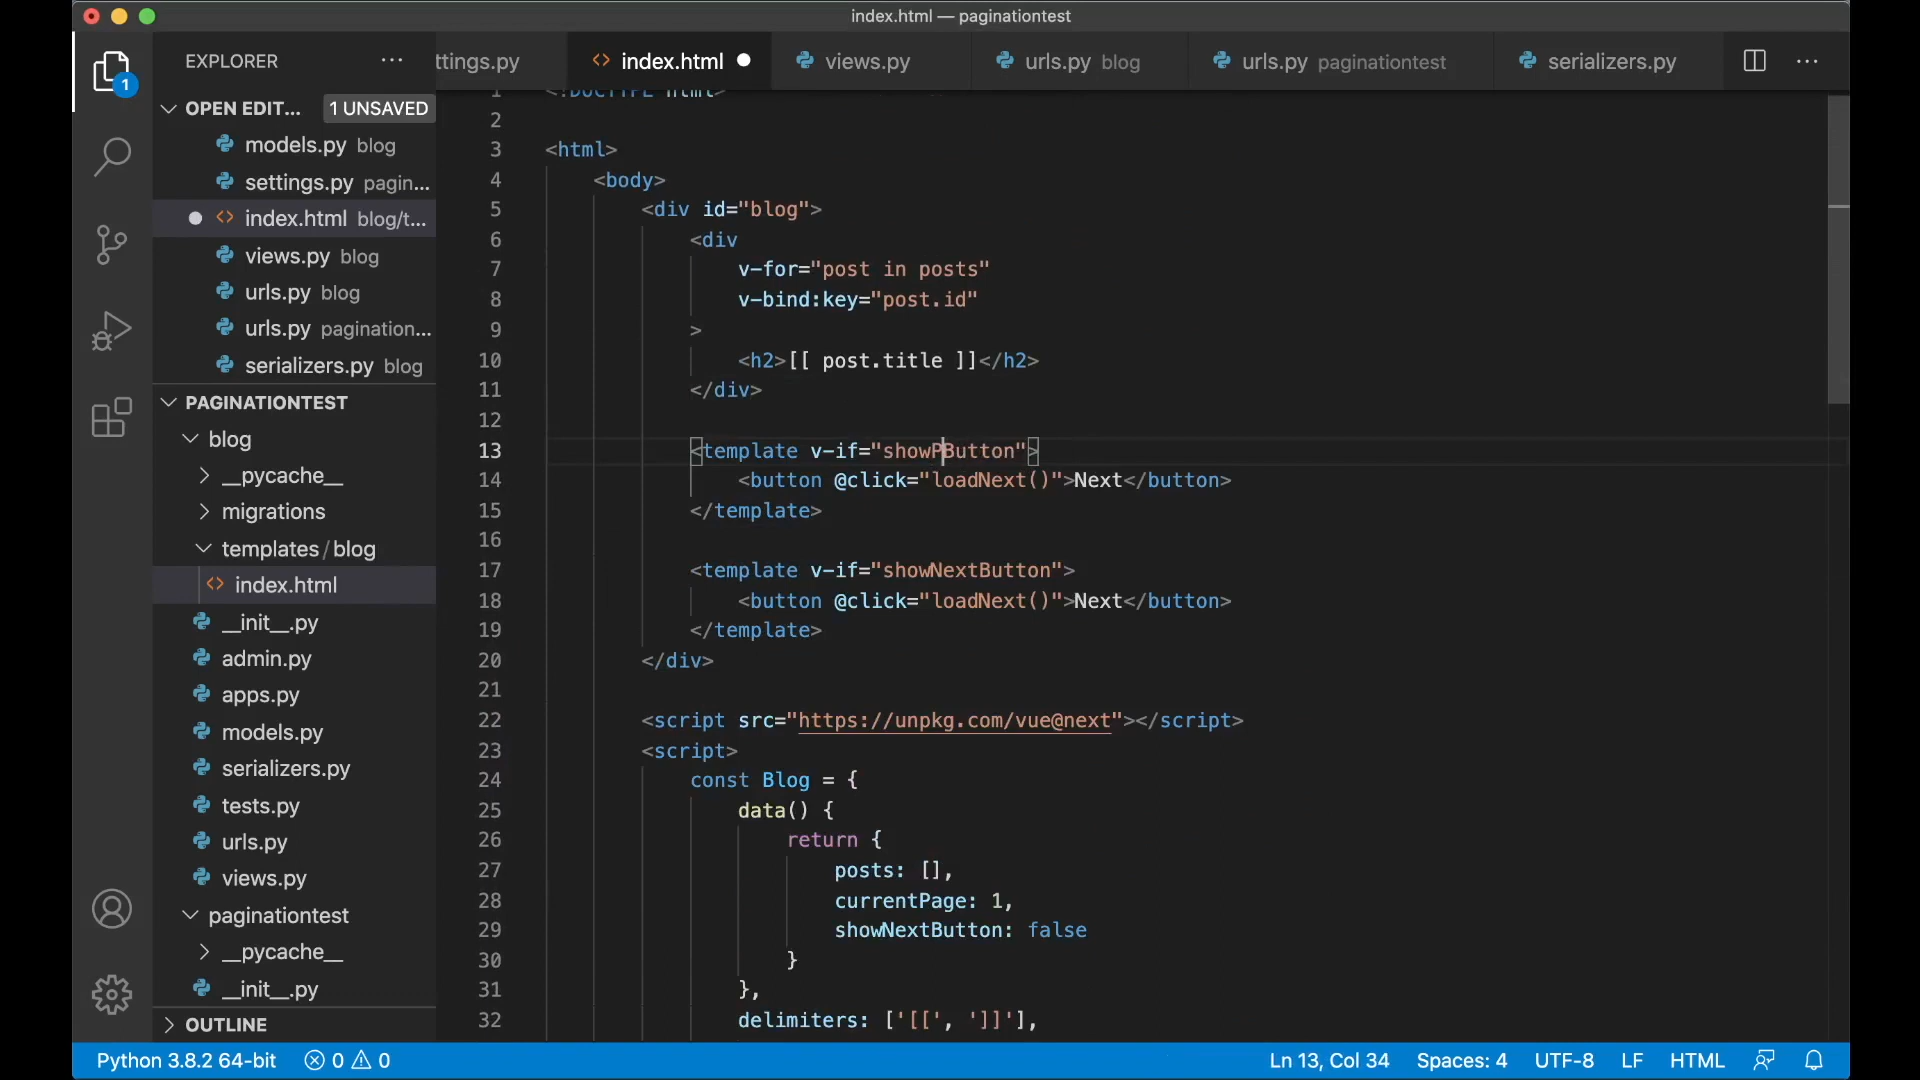 index.html — paginationtest
EXPLORER
ttings.py
index.html
views.py
urls.py blog
urls.py paginationtest
serializers.py
1
OPEN EDIT...
1 UNSAVED
models.py blog
settings.py pagin...
index.html blog/t...
views.py blog
urls.py blog
urls.py pagination...
serializers.py blog
PAGINATIONTEST
blog
__pycache__
migrations
templates/blog
index.html
__init__.py
admin.py
apps.py
models.py
serializers.py
tests.py
urls.py
views.py
paginationtest
__pycache__
__init__.py
OUTLINE
1 <!DOCTYPE html>
2
3 <html>
4 <body>
5 <div id="blog">
6 <div
7 v-for="post in posts"
8 v-bind:key="post.id"
9 >
10 <h2>[[ post.title ]]</h2>
11 </div>
12
13 <template v-if="showPButton">
14 <button @click="loadNext()">Next</button>
15 </template>
16
17 <template v-if="showNextButton">
18 <button @click="loadNext()">Next</button>
19 </template>
20 </div>
21
22 <script src="https://unpkg.com/vue@next"></script>
23 <script>
24 const Blog = {
25 data() {
26 return {
27 posts: [],
28 currentPage: 1,
29 showNextButton: false
30 }
31 },
32 delimiters: ['[[', ']]'],
Python 3.8.2 64-bit
0 0
Ln 13, Col 34
Spaces: 4
UTF-8
LF
HTML